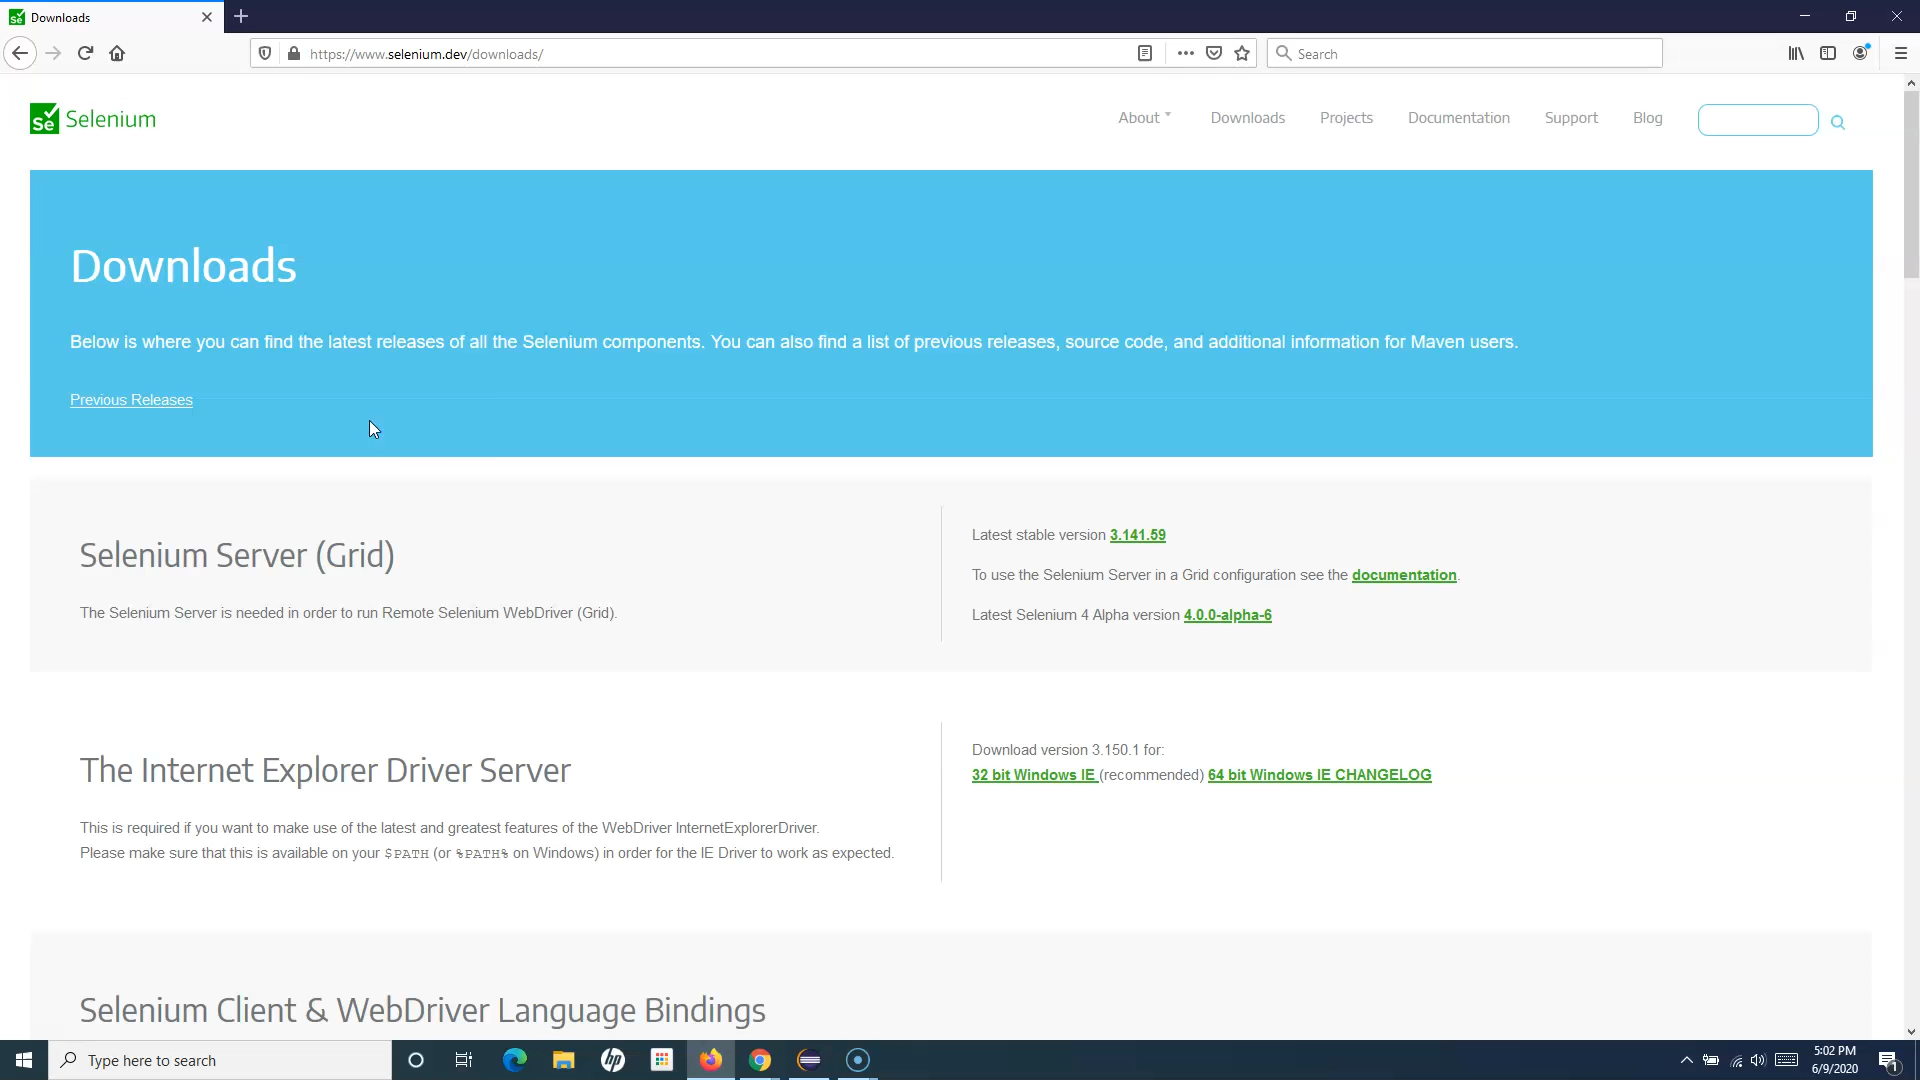 Downloads
https://www.selenium.dev/downloads/
Search
Se Selenium
About
Downloads
Projects
Documentation
Support
Blog
Downloads
Below is where you can find the latest releases of all the Selenium components. You can also find a list of previous releases, source code, and additional information for Maven users.
Previous Releases
Selenium Server (Grid)
The Selenium Server is needed in order to run Remote Selenium WebDriver (Grid).
Latest stable version 3.141.59
To use the Selenium Server in a Grid configuration see the documentation.
Latest Selenium 4 Alpha version 4.0.0-alpha-6
The Internet Explorer Driver Server
This is required if you want to make use of the latest and greatest features of the WebDriver InternetExplorerDriver.
Please make sure that this is available on your $PATH (or %PATH% on Windows) in order for the IE Driver to work as expected.
Download version 3.150.1 for:
32 bit Windows IE (recommended) 64 bit Windows IE CHANGELOG
Selenium Client & WebDriver Language Bindings
Type here to search
hp
5:02 PM
6/9/2020
1